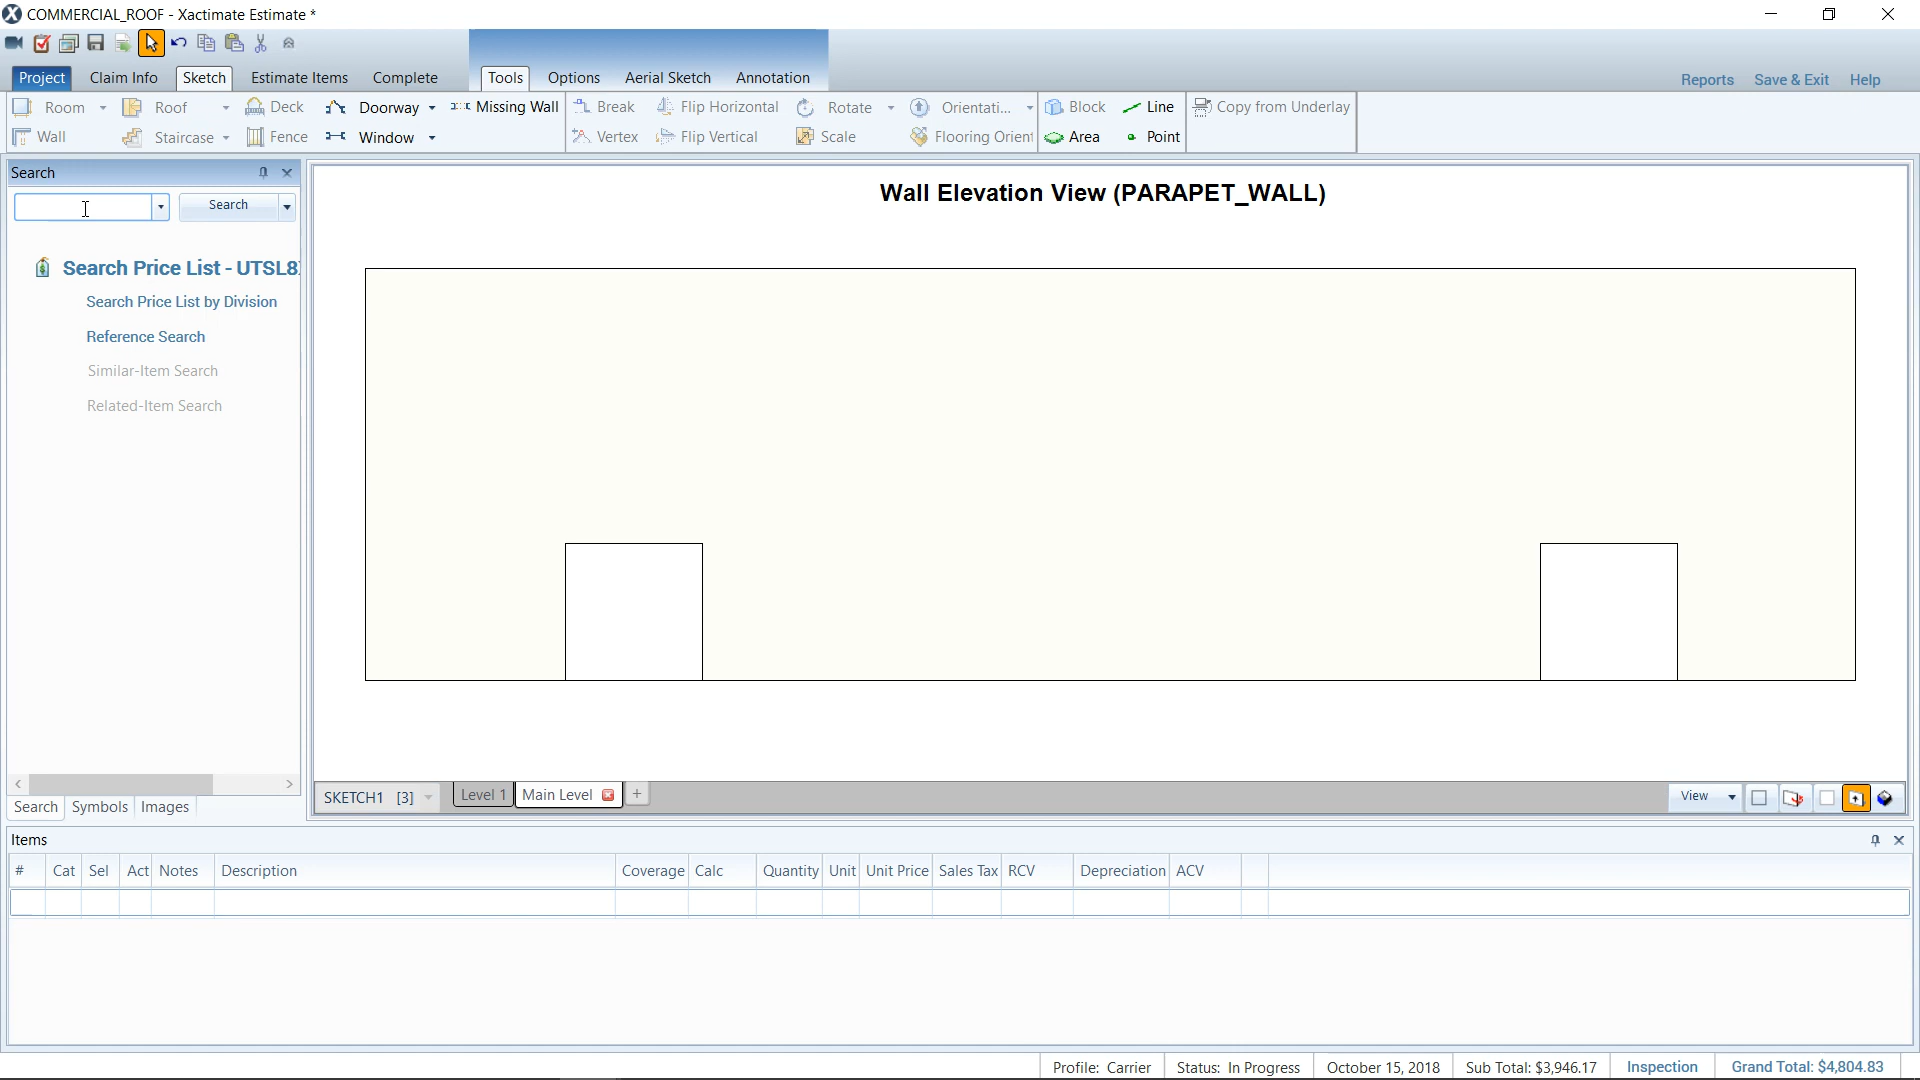 COMMERCIAL_ROOF - Xactimate Estimate *
Project Claim Info Sketch Estimate Items Complete Tools Options Aerial Sketch Annotation Reports Save & Exit Help
Room Roof Deck Doorway Missing Wall Break Flip Horizontal Rotate Orientati... Block Line Copy from Underlay
Wall Staircase Fence Window Vertex Flip Vertical Scale Flooring Orient Area Point
Search
Search
Wall Elevation View (PARAPET_WALL)
Search Price List - UTSL8
Search Price List by Division
Reference Search
Similar-Item Search
Related-Item Search
SKETCH1 [3] Level 1 Main Level + View
Search Symbols Images
Items
# Cat Sel Act Notes Description Coverage Calc Quantity Unit Unit Price Sales Tax RCV Depreciation ACV
Profile: Carrier Status: In Progress October 15, 2018 Sub Total: $3,946.17 Inspection Grand Total: $4,804.83